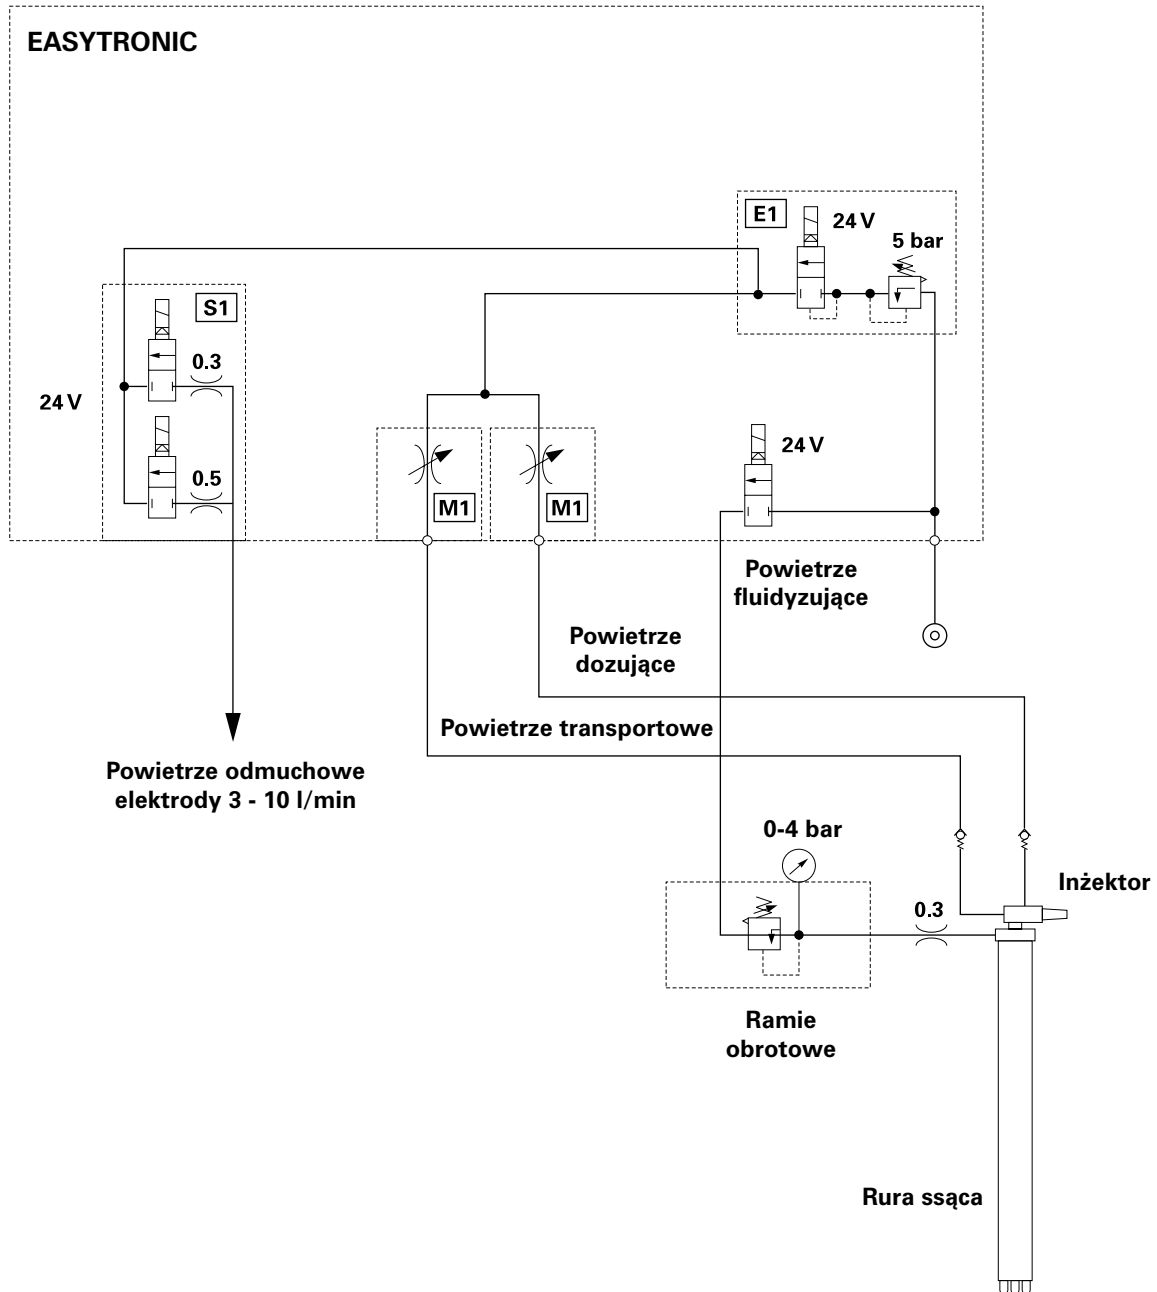 EASYTRONIC
E1
24 V
5 bar
S1
0.3
24 V
0.5
M1
M1
24 V
Powietrze
fluidyzujące
Powietrze
dozujące
Powietrze transportowe
Powietrze odmuchowe
elektrody 3 - 10 l/min
0-4 bar
Inżektor
0.3
Ramie
obrotowe
Rura ssąca